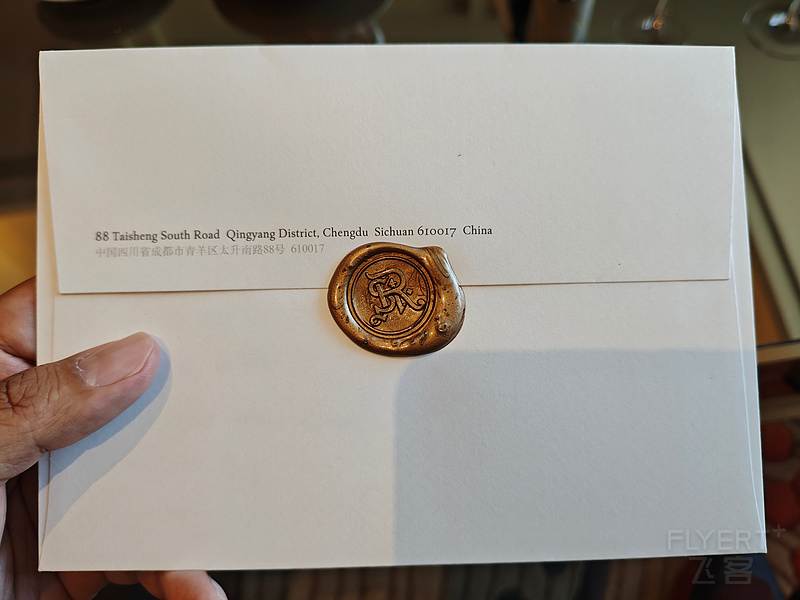 88 Taisheng South Road Qingyang District, Chengdu Sichuan 610017 China
中国四川省成都市青羊区太升南路88号 610017
R
FLYERT+
飞客